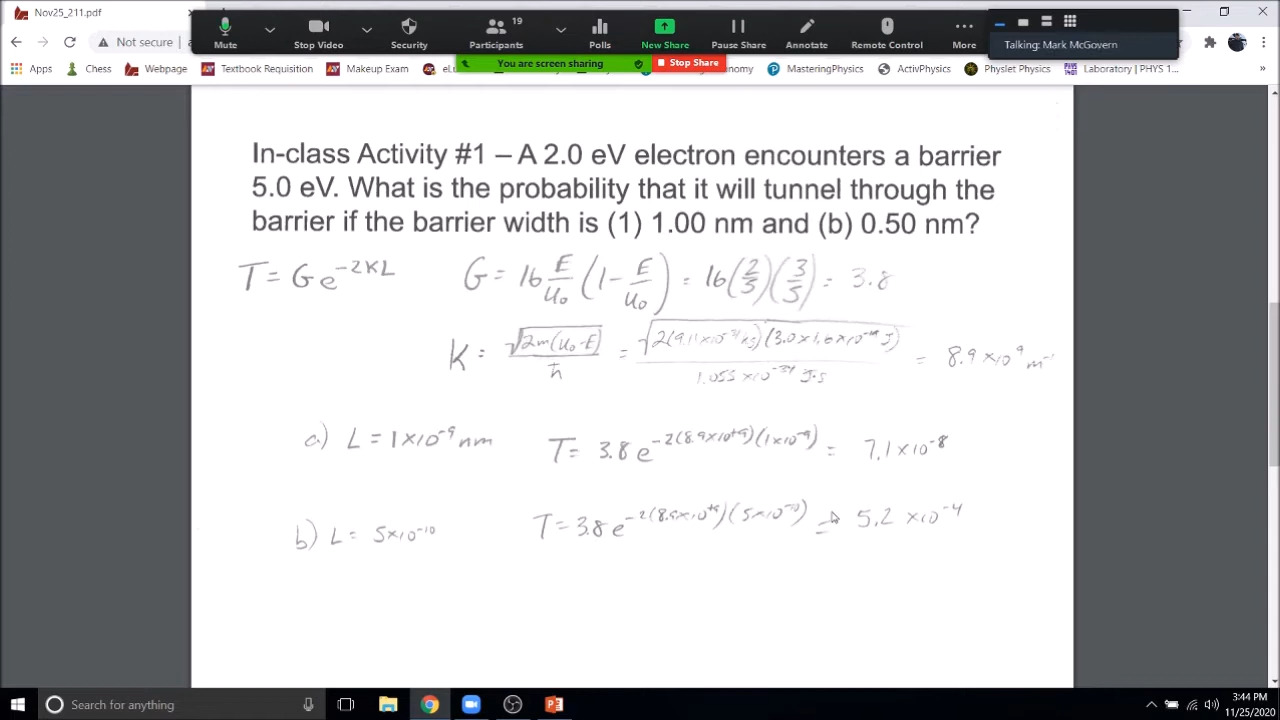 Nov25_211.pdf
19
Mute
Stop Video
Security
Participants
Polls
New Share
Pause Share
Annotate
Remote Control
More
Talking: Mark McGovern
Not secure
You are screen sharing
Stop Share
Apps
Chess
Webpage
Textbook Requisition
Makeup Exam
MasteringPhysics
ActivPhysics
Physlet Physics
Laboratory | PHYS 1...
In-class Activity #1 – A 2.0 eV electron encounters a barrier
5.0 eV. What is the probability that it will tunnel through the
barrier if the barrier width is (1) 1.00 nm and (b) 0.50 nm?
T = Ge^-2KL G = 16 E/U₀ (1 - E/U₀) = 16(2/5)(3/5) = 3.8
K = √2m(U₀-E) / ħ = √2(9.11×10^-31 kg)(3.0×1.6×10^-19 J) / 1.055×10^-34 J·s = 8.9×10^9 m^-1
a) L = 1×10^-9 nm T = 3.8 e^-2(8.9×10^+9)(1×10^-9) = 7.1×10^-8
b) L = 5×10^-10 T = 3.8 e^-2(8.9×10^+9)(5×10^-10) = 5.2 ×10^-4
Search for anything
3:44 PM
11/25/2020